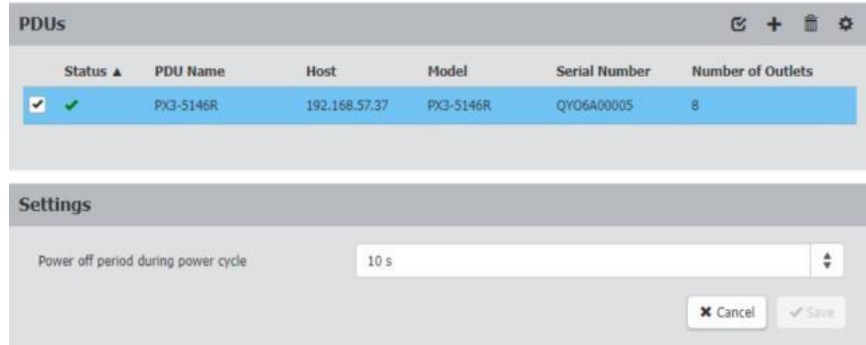 PDUs
Status ▲ PDU Name Host Model Serial Number Number of Outlets
PX3-5146R 192.168.57.37 PX3-5146R QYO6A00005 8
Settings
Power off period during power cycle 10 s
Cancel Save